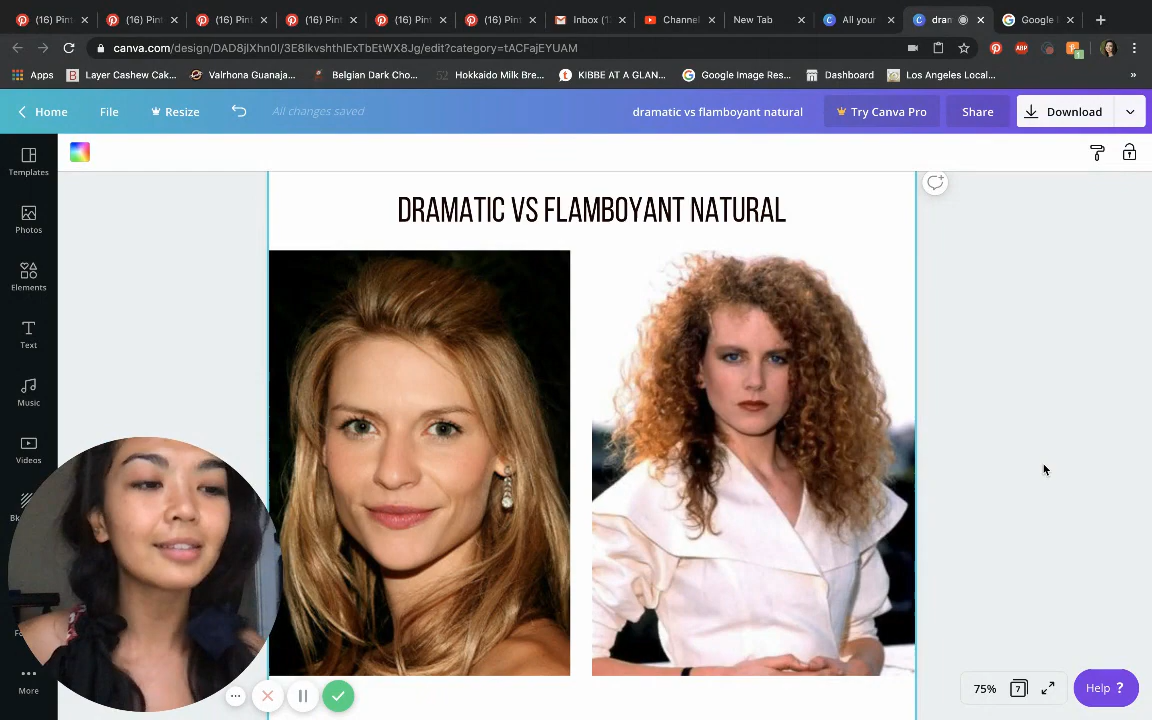 (16) Pint (16) Pint (16) Pint (16) Pint (16) Pint (16) Pint Inbox (1 Channel New Tab All your dram Google I
canva.com/design/DAD8jlXhn0I/3E8IkvshthlExTbEtWX8Jg/edit?category=tACFajEYUAM
Apps Layer Cashew Cak... Valrhona Guanaja... Belgian Dark Cho... Hokkaido Milk Bre... KIBBE AT A GLAN... Google Image Res... Dashboard Los Angeles Local... »
Home File Resize All changes saved dramatic vs flamboyant natural Try Canva Pro Share Download
Templates
Photos
Elements
Text
Music
Videos
More
DRAMATIC VS FLAMBOYANT NATURAL
75% 7 Help ?